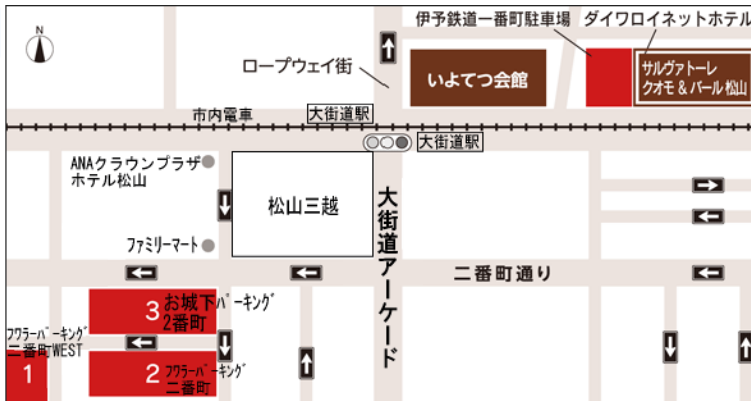 伊予鉄道一番町駐車場
ダイワロイネットホテル
N
ロープウェイ街
いよてつ会館
サルヴァトーレ
クオモ & バール 松山
市内電車
大街道駅
大街道駅
ANAクラウンプラザ
ホテル松山
松山三越
大街道アーケード
ファミリーマート
二番町通り
3 お城下パーキング
2番町
フワラーパーキング
二番町WEST
1
2 フワラーパーキング
二番町